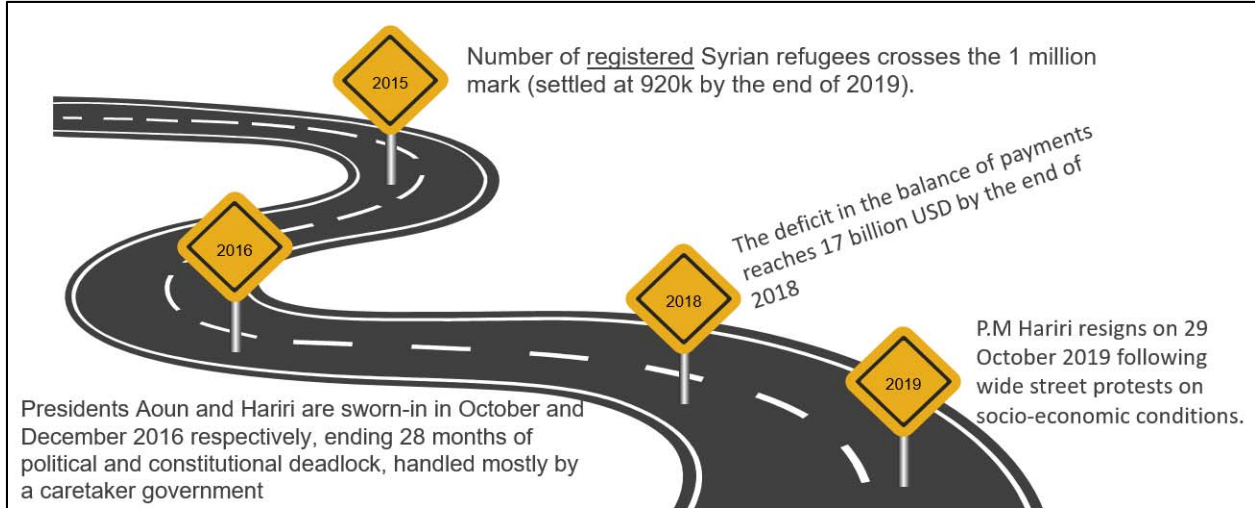 2015
Number of registered Syrian refugees crosses the 1 million
mark (settled at 920k by the end of 2019).
2016
Presidents Aoun and Hariri are sworn-in in October and
December 2016 respectively, ending 28 months of
political and constitutional deadlock, handled mostly by
a caretaker government
2018
The deficit in the balance of payments
reaches 17 billion USD by the end of
2018
2019
P.M Hariri resigns on 29
October 2019 following
wide street protests on
socio-economic conditions.